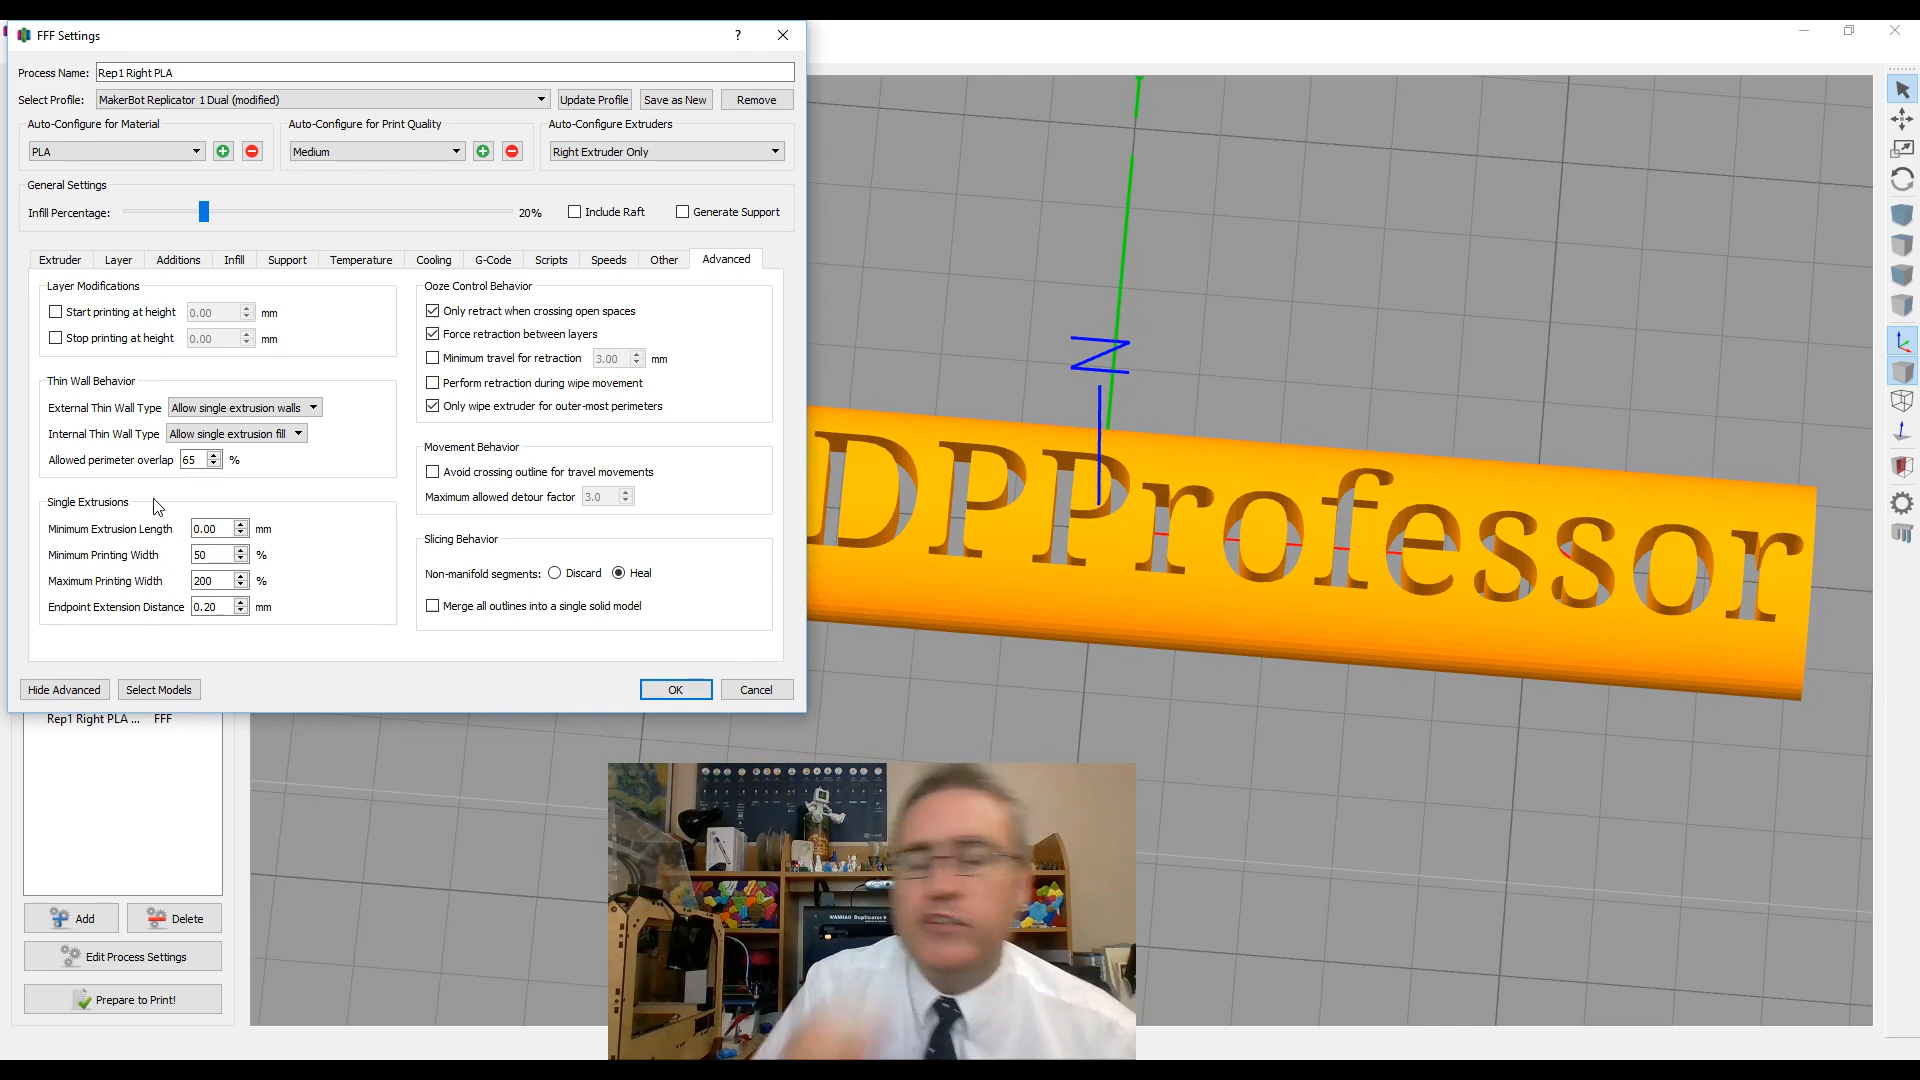 FFF Settings
?
Process Name: Rep1 Right PLA
Select Profile: MakerBot Replicator 1 Dual (modified) Update Profile Save as New Remove
Auto-Configure for Material Auto-Configure for Print Quality Auto-Configure Extruders
PLA Medium Right Extruder Only
General Settings
Infill Percentage: 20% Include Raft Generate Support
Extruder Layer Additions Infill Support Temperature Cooling G-Code Scripts Speeds Other Advanced
Layer Modifications
Start printing at height 0.00 mm
Stop printing at height 0.00 mm
Thin Wall Behavior
External Thin Wall Type Allow single extrusion walls
Internal Thin Wall Type Allow single extrusion fill
Allowed perimeter overlap 65 %
Single Extrusions
Minimum Extrusion Length 0.00 mm
Minimum Printing Width 50 %
Maximum Printing Width 200 %
Endpoint Extension Distance 0.20 mm
Ooze Control Behavior
Only retract when crossing open spaces
Force retraction between layers
Minimum travel for retraction 3.00 mm
Perform retraction during wipe movement
Only wipe extruder for outer-most perimeters
Movement Behavior
Avoid crossing outline for travel movements
Maximum allowed detour factor 3.0
Slicing Behavior
Non-manifold segments: Discard Heal
Merge all outlines into a single solid model
Hide Advanced Select Models OK Cancel
Rep1 Right PLA ... FFF
Add Delete
Edit Process Settings
Prepare to Print!
Z
DPProfessor
WANHAO Duplicator 6